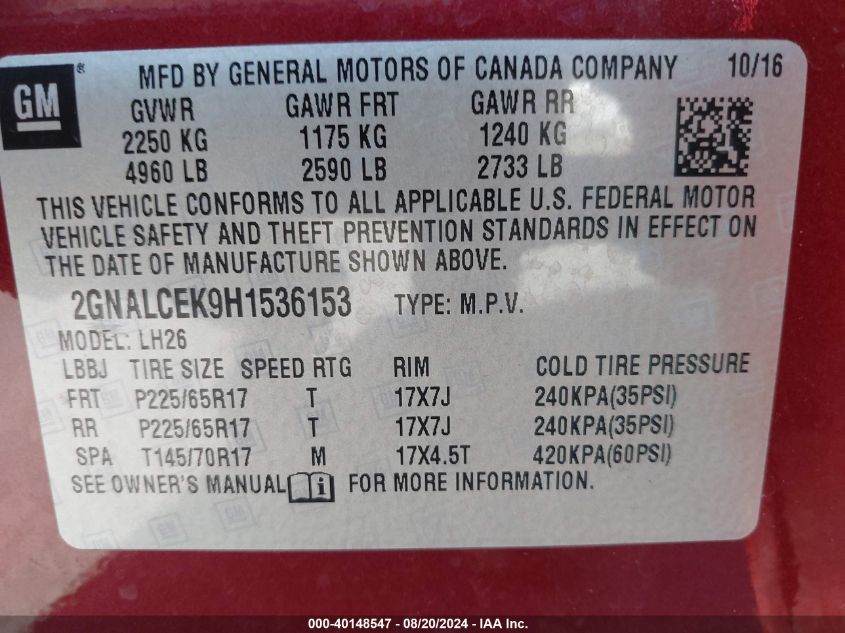 GM® MFD BY GENERAL MOTORS OF CANADA COMPANY 10/16
GVWR GAWR FRT GAWR RR
2250 KG 1175 KG 1240 KG
4960 LB 2590 LB 2733 LB
THIS VEHICLE CONFORMS TO ALL APPLICABLE U.S. FEDERAL MOTOR
VEHICLE SAFETY AND THEFT PREVENTION STANDARDS IN EFFECT ON
THE DATE OF MANUFACTURE SHOWN ABOVE.
2GNALCEK9H1536153 TYPE: M.P.V.
MODEL: LH26
LBBJ TIRE SIZE SPEED RTG RIM COLD TIRE PRESSURE
FRT P225/65R17 T 17X7J 240KPA(35PSI)
RR P225/65R17 T 17X7J 240KPA(35PSI)
SPA T145/70R17 M 17X4.5T 420KPA(60PSI)
SEE OWNER'S MANUAL i FOR MORE INFORMATION.
000-40148547 - 08/20/2024 - IAA Inc.